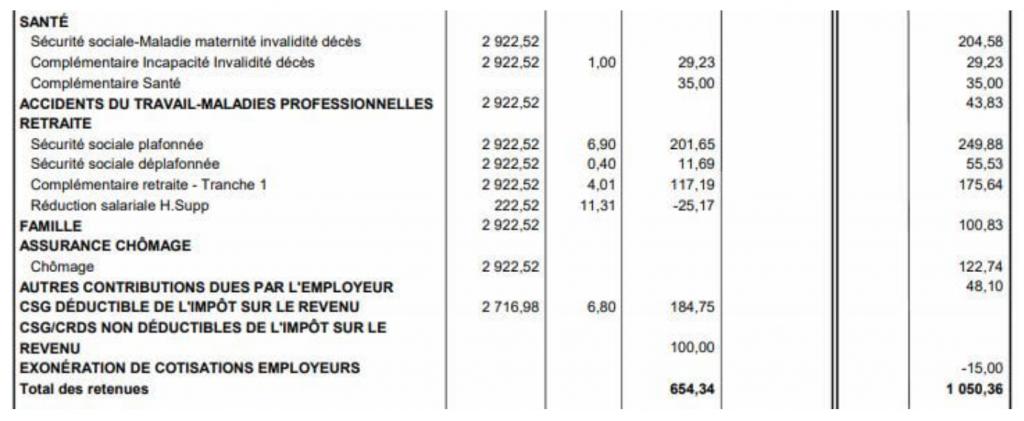 SANTÉ
Sécurité sociale-Maladie maternité invalidité décès 2 922,52 204,58
Complémentaire Incapacité Invalidité décès 2 922,52 1,00 29,23 29,23
Complémentaire Santé 35,00 35,00
ACCIDENTS DU TRAVAIL-MALADIES PROFESSIONNELLES 2 922,52 43,83
RETRAITE
Sécurité sociale plafonnée 2 922,52 6,90 201,65 249,88
Sécurité sociale déplafonnée 2 922,52 0,40 11,69 55,53
Complémentaire retraite - Tranche 1 2 922,52 4,01 117,19 175,64
Réduction salariale H.Supp 222,52 11,31 -25,17
FAMILLE 2 922,52 100,83
ASSURANCE CHÔMAGE
Chômage 2 922,52 122,74
AUTRES CONTRIBUTIONS DUES PAR L'EMPLOYEUR 48,10
CSG DÉDUCTIBLE DE L'IMPÔT SUR LE REVENU 2 716,98 6,80 184,75
CSG/CRDS NON DÉDUCTIBLES DE L'IMPÔT SUR LE
REVENU 100,00
EXONÉRATION DE COTISATIONS EMPLOYEURS -15,00
Total des retenues 654,34 1 050,36